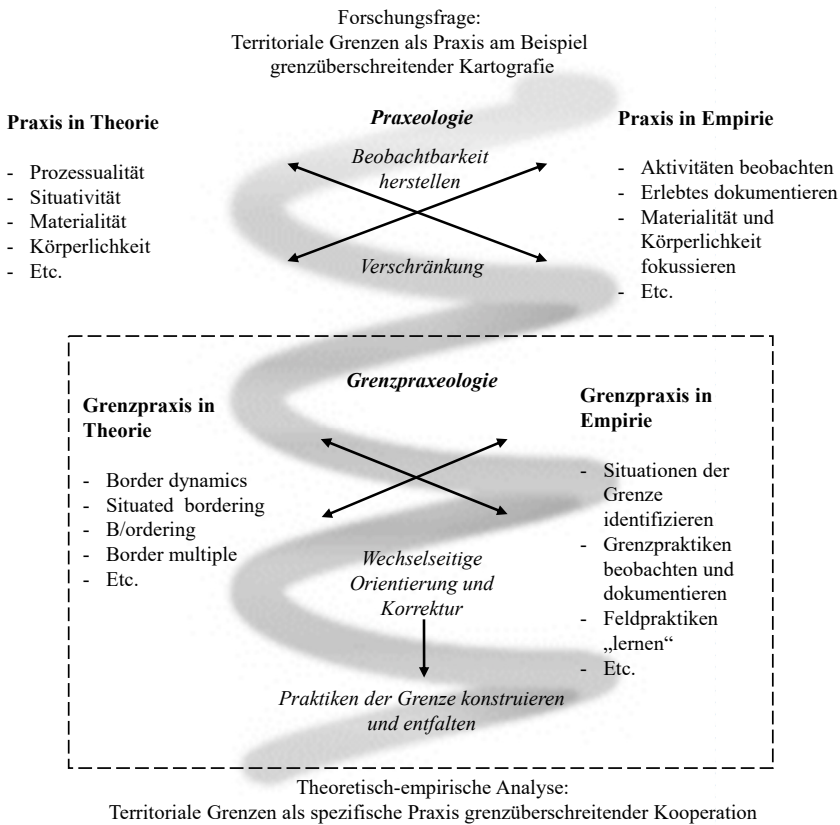 Forschungsfrage:
Territoriale Grenzen als Praxis am Beispiel
grenzüberschreitender Kartografie
Praxis in Theorie
- Prozessualität
- Situativität
- Materialität
- Körperlichkeit
- Etc.
Praxeologie
Beobachtbarkeit
herstellen
Verschränkung
Praxis in Empirie
- Aktivitäten beobachten
- Erlebtes dokumentieren
- Materialität und
Körperlichkeit
fokussieren
- Etc.
Grenzpraxeologie
Grenzpraxis in
Theorie
- Border dynamics
- Situated bordering
- B/ordering
- Border multiple
- Etc.
Wechselseitige
Orientierung und
Korrektur
Grenzpraxis in
Empirie
- Situationen der
Grenze
identifizieren
- Grenzpraktiken
beobachten und
dokumentieren
- Feldpraktiken
„lernen“
- Etc.
Praktiken der Grenze konstruieren
und entfalten
Theoretisch-empirische Analyse:
Territoriale Grenzen als spezifische Praxis grenzüberschreitender Kooperation